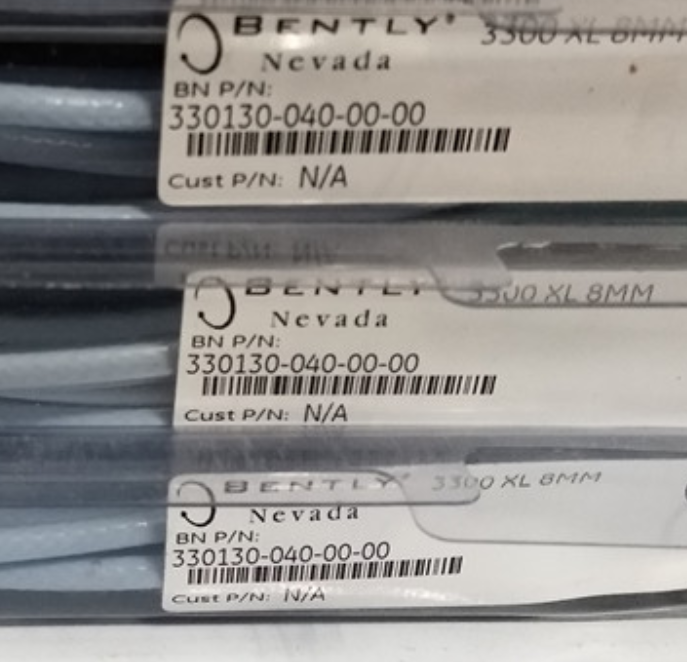 BENTLY® 3300 XL 8MM
Nevada
BN P/N:
330130-040-00-00
Cust P/N: N/A
Cust P/N: N/A
BENTLY 3300 XL 8MM
Nevada
BN P/N:
330130-040-00-00
Cust P/N: N/A
BENTLY® 3300 XL 8MM
Nevada
BN P/N:
330130-040-00-00
Cust P/N: N/A